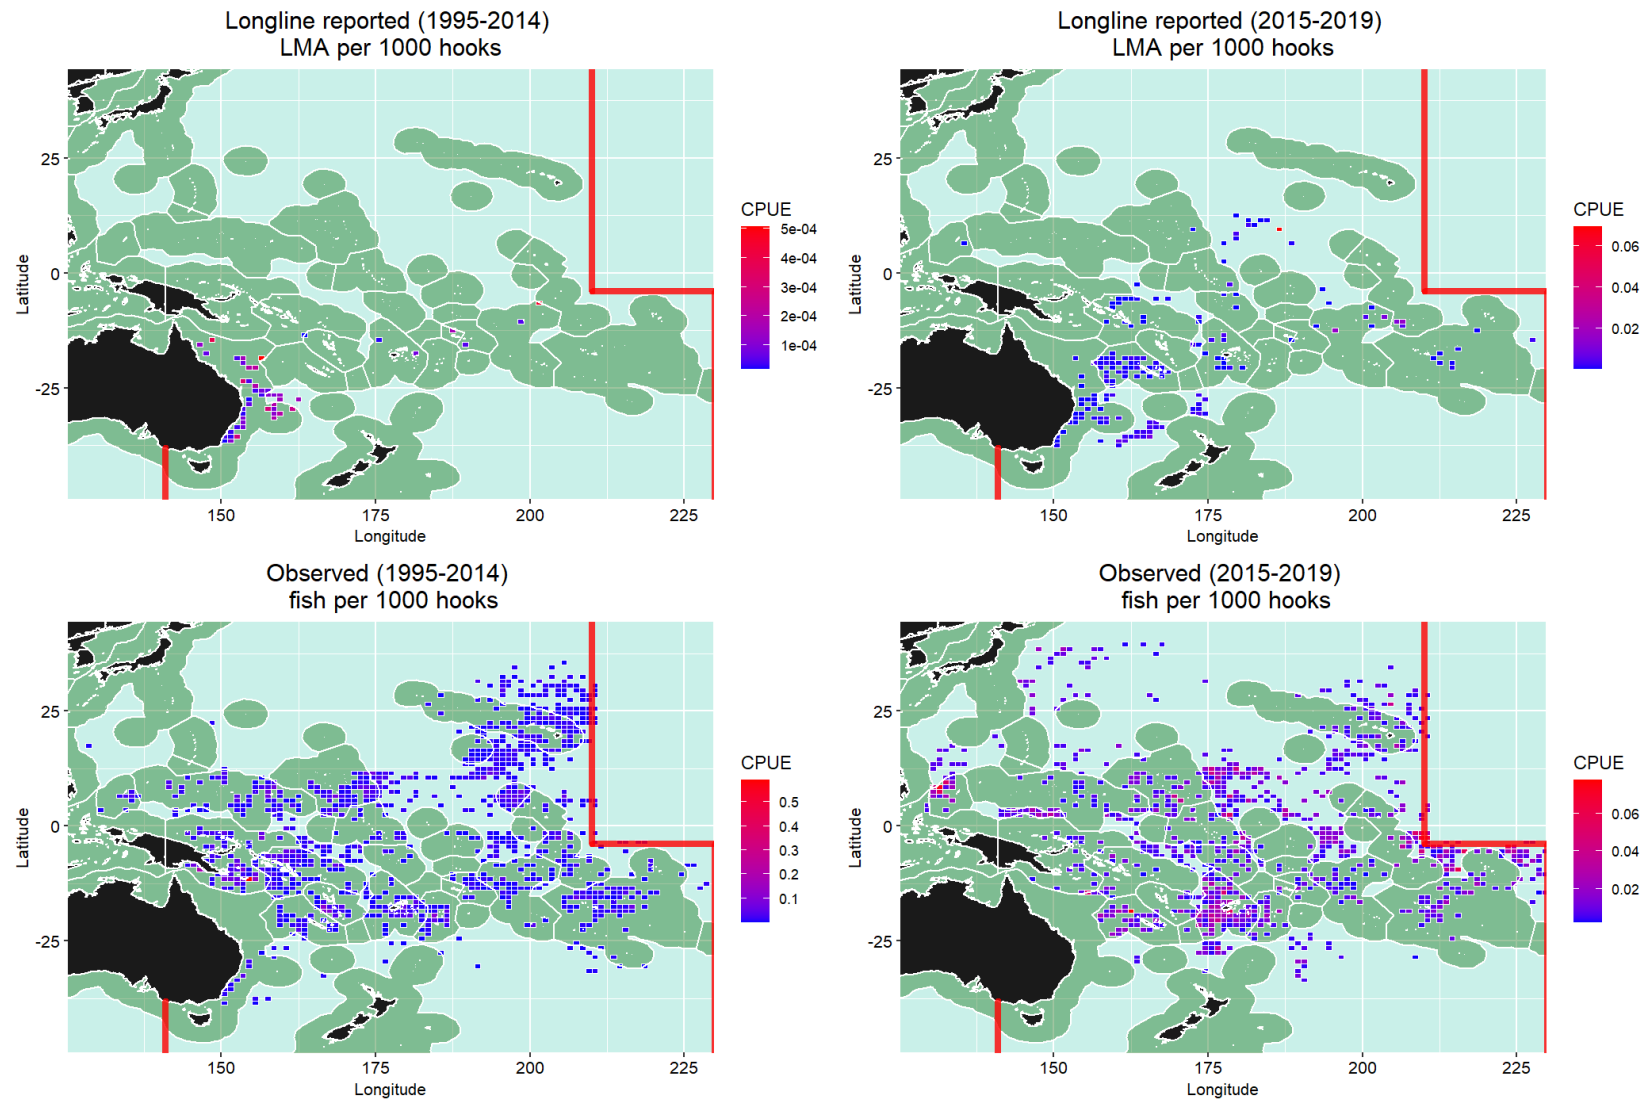 Longline reported (1995-2014)
LMA per 1000 hooks
25
0
-25
Latitude
150
175
200
225
Longitude
CPUE
5e-04
4e-04
3e-04
2e-04
1e-04
Longline reported (2015-2019)
LMA per 1000 hooks
25
0
-25
Latitude
150
175
200
225
Longitude
CPUE
0.06
0.04
0.02
Observed (1995-2014)
fish per 1000 hooks
25
0
-25
Latitude
150
175
200
225
Longitude
CPUE
0.5
0.4
0.3
0.2
0.1
Observed (2015-2019)
fish per 1000 hooks
25
0
-25
Latitude
150
175
200
225
Longitude
CPUE
0.06
0.04
0.02